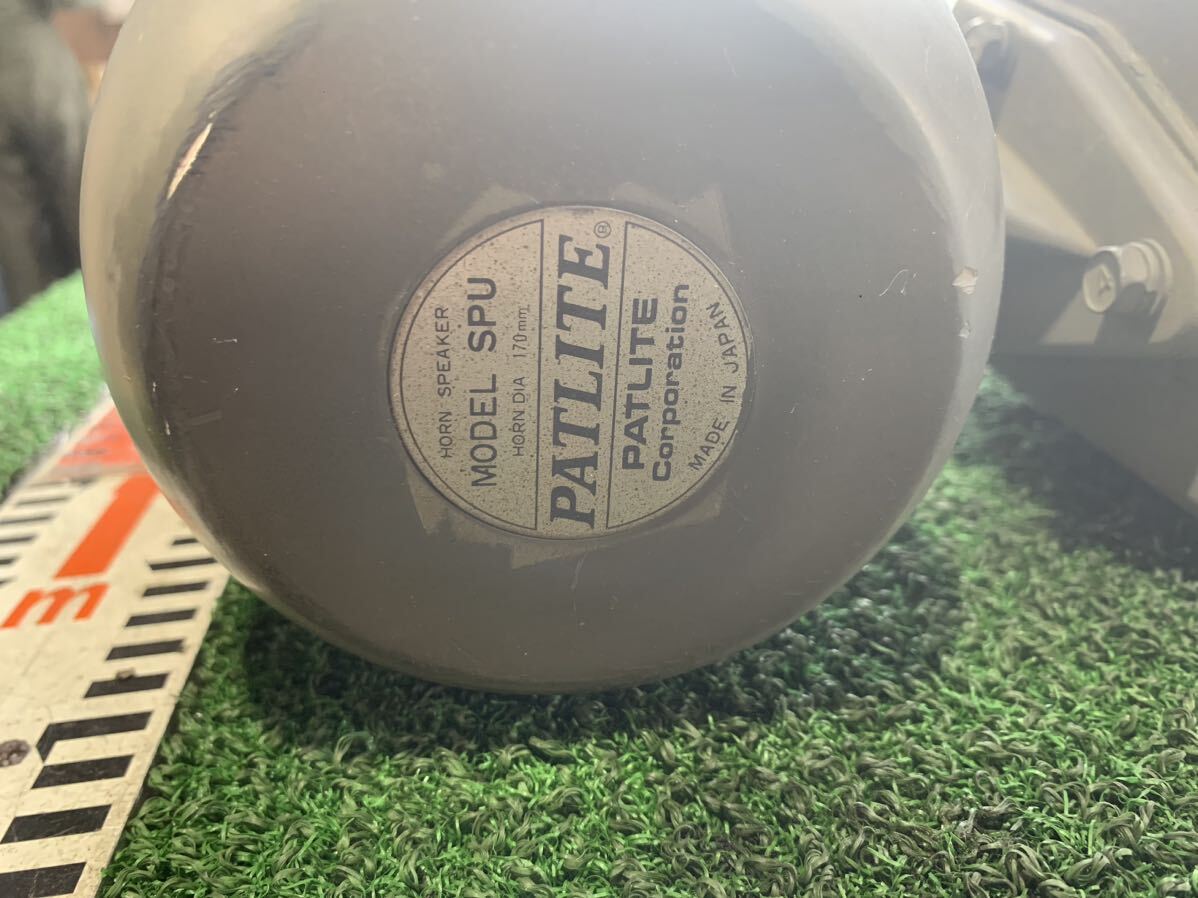 HORN SPEAKER
MODEL SPU
HORN DIA 170mm
PATLITE®
PATLITE
Corporation
MADE IN JAPAN
1
m